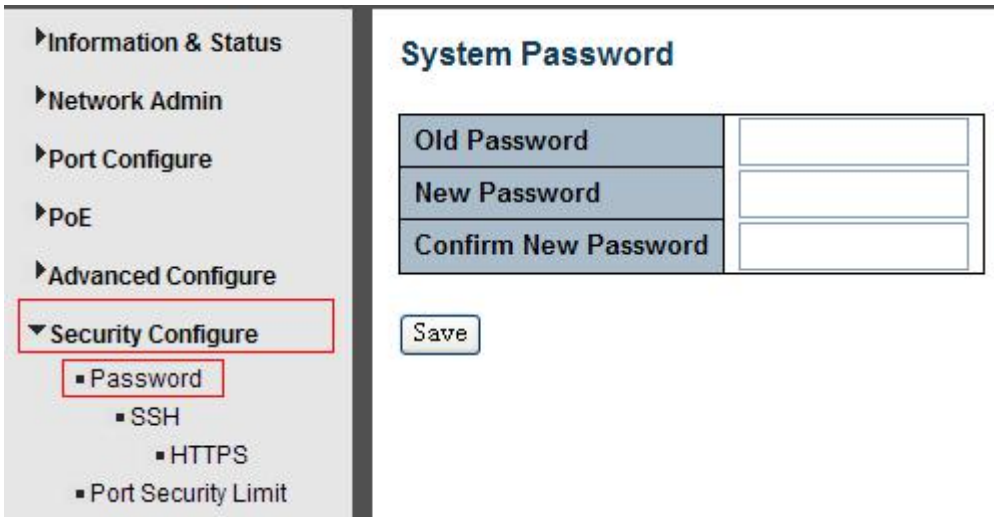 Information & Status
Network Admin
Port Configure
PoE
Advanced Configure
Security Configure
Password
SSH
HTTPS
Port Security Limit
System Password
Old Password
New Password
Confirm New Password
Save